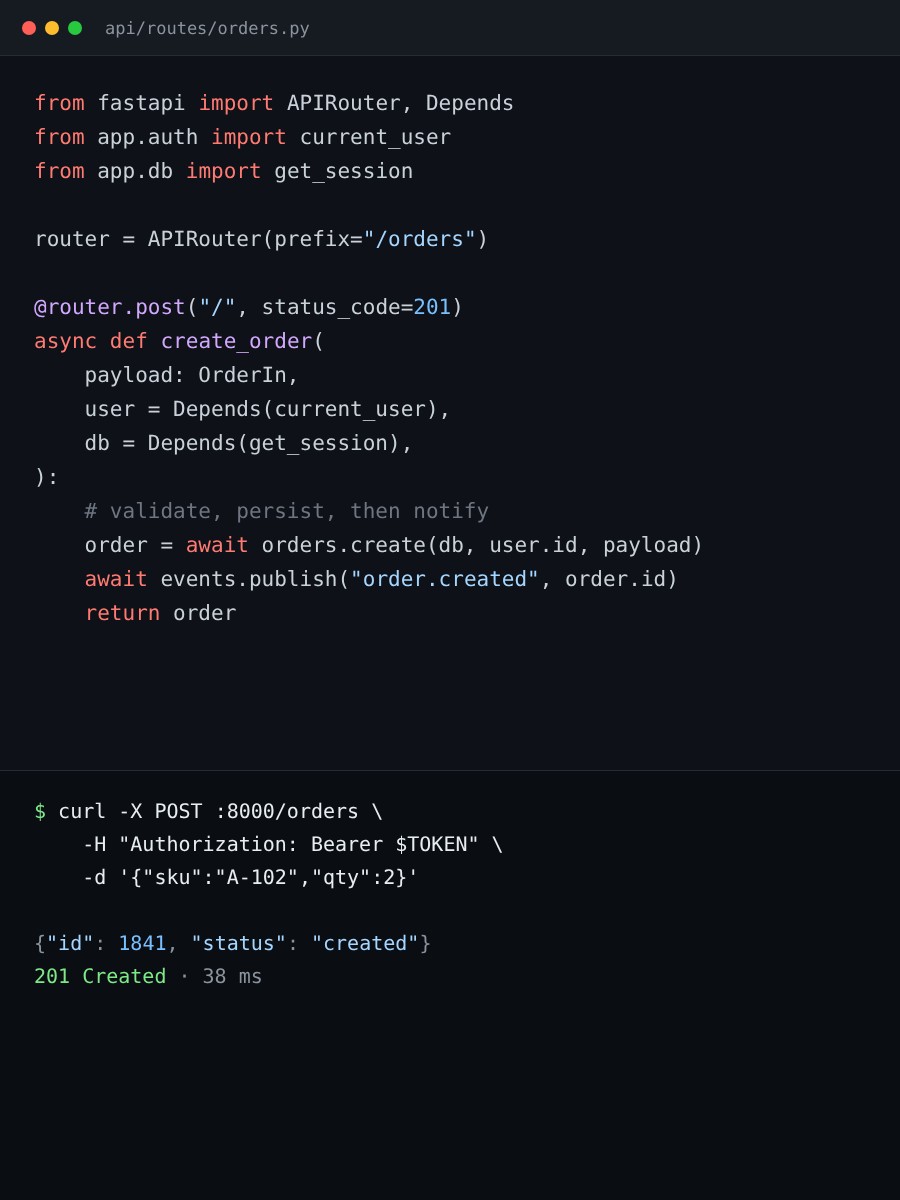 api/routes/orders.py
from fastapi import APIRouter, Depends
from app.auth import current_user
from app.db import get_session
router = APIRouter(prefix="/orders")
@router.post("/", status_code=201)
async def create_order(
    payload: OrderIn,
    user = Depends(current_user),
    db = Depends(get_session),
):
    # validate, persist, then notify
    order = await orders.create(db, user.id, payload)
    await events.publish("order.created", order.id)
    return order
$ curl -X POST :8000/orders \
    -H "Authorization: Bearer $TOKEN" \
    -d '{"sku":"A-102","qty":2}'
{"id": 1841, "status": "created"}
201 Created · 38 ms